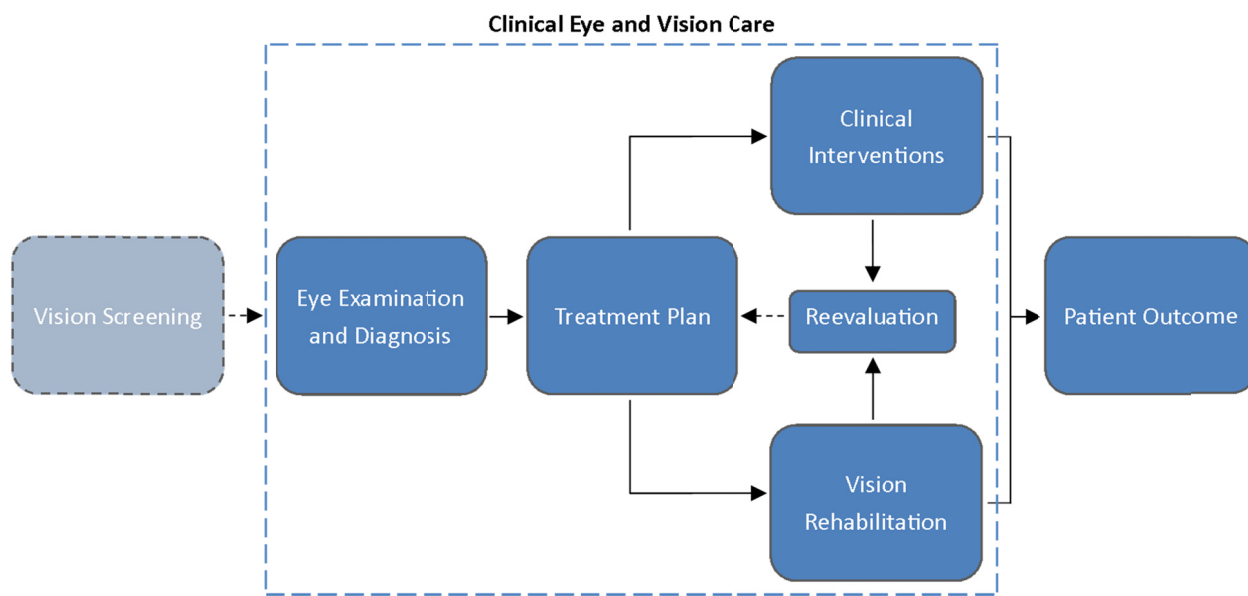 Clinical Eye and Vision Care
Vision Screening
Eye Examination
and Diagnosis
Treatment Plan
Clinical
Interventions
Reevaluation
Vision
Rehabilitation
Patient Outcome